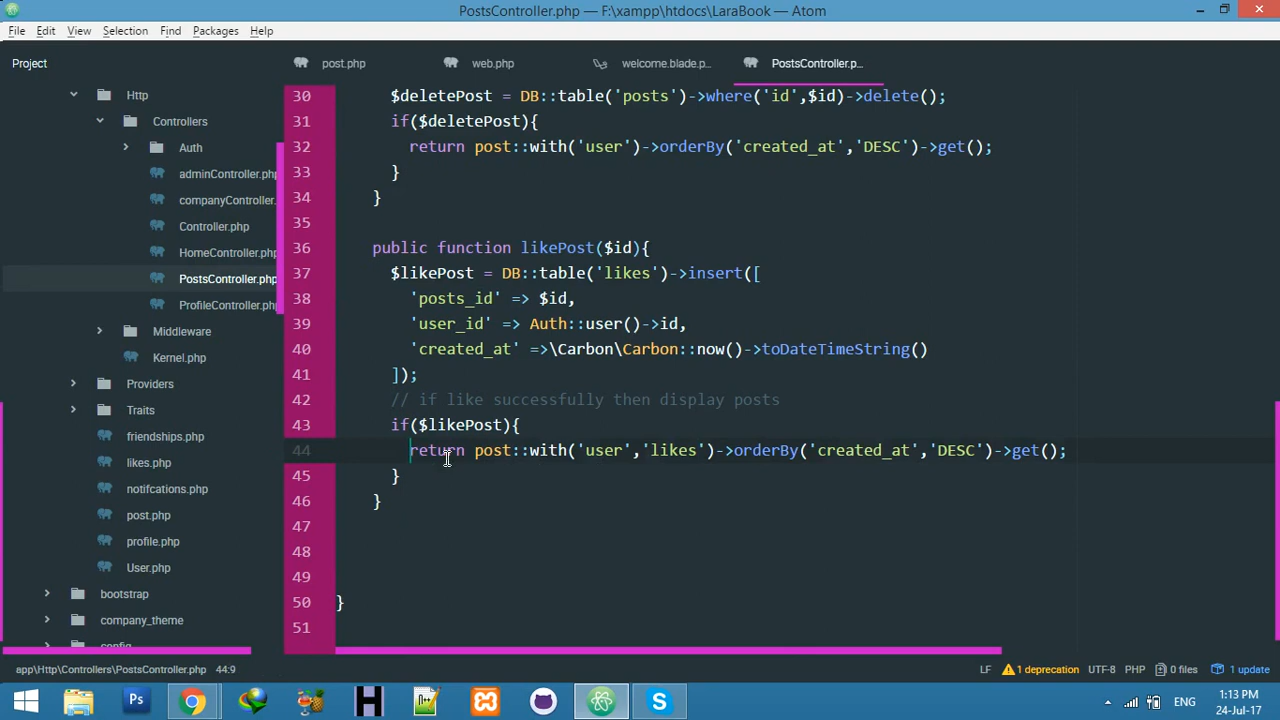 PostsController.php — F:\xampp\htdocs\LaraBook — Atom
File Edit View Selection Find Packages Help
Project
post.php
web.php
welcome.blade.p...
PostsController.p...
Http
Controllers
Auth
adminController.php
companyController.
Controller.php
HomeController.php
PostsController.php
ProfileController.php
Middleware
Kernel.php
Providers
Traits
friendships.php
likes.php
notifcations.php
post.php
profile.php
User.php
bootstrap
company_theme
config
30 $deletePost = DB::table('posts')->where('id',$id)->delete();
31 if($deletePost){
32 return post::with('user')->orderBy('created_at','DESC')->get();
33 }
34 }
35
36 public function likePost($id){
37 $likePost = DB::table('likes')->insert([
38 'posts_id' => $id,
39 'user_id' => Auth::user()->id,
40 'created_at' =>\Carbon\Carbon::now()->toDateTimeString()
41 ]);
42 // if like successfully then display posts
43 if($likePost){
44 return post::with('user','likes')->orderBy('created_at','DESC')->get();
45 }
46 }
47
48
49
50 }
51
app\Http\Controllers\PostsController.php 44:9
LF 1 deprecation UTF-8 PHP 0 files 1 update
Ps
H
A++
S
ENG
1:13 PM
24-Jul-17